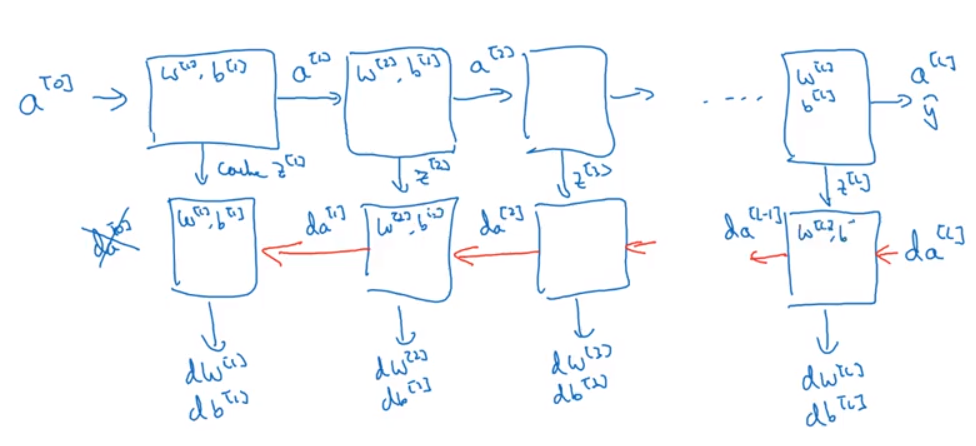 a^[0] → w^[1], b^[1] a^[1] → w^[2], b^[2] a^[2] → → .... w^[L] a^[L]
b^[L] ŷ
cache z^[1] z^[2] z^[3] z^[L]
da^[0] w^[1], b^[1] da^[1] w^[2], b^[2] da^[2] da^[L-1] w^[L], b da^[L]
dw^[1] dw^[2] dw^[3] dw^[L]
db^[1] db^[2] db^[3] db^[L]